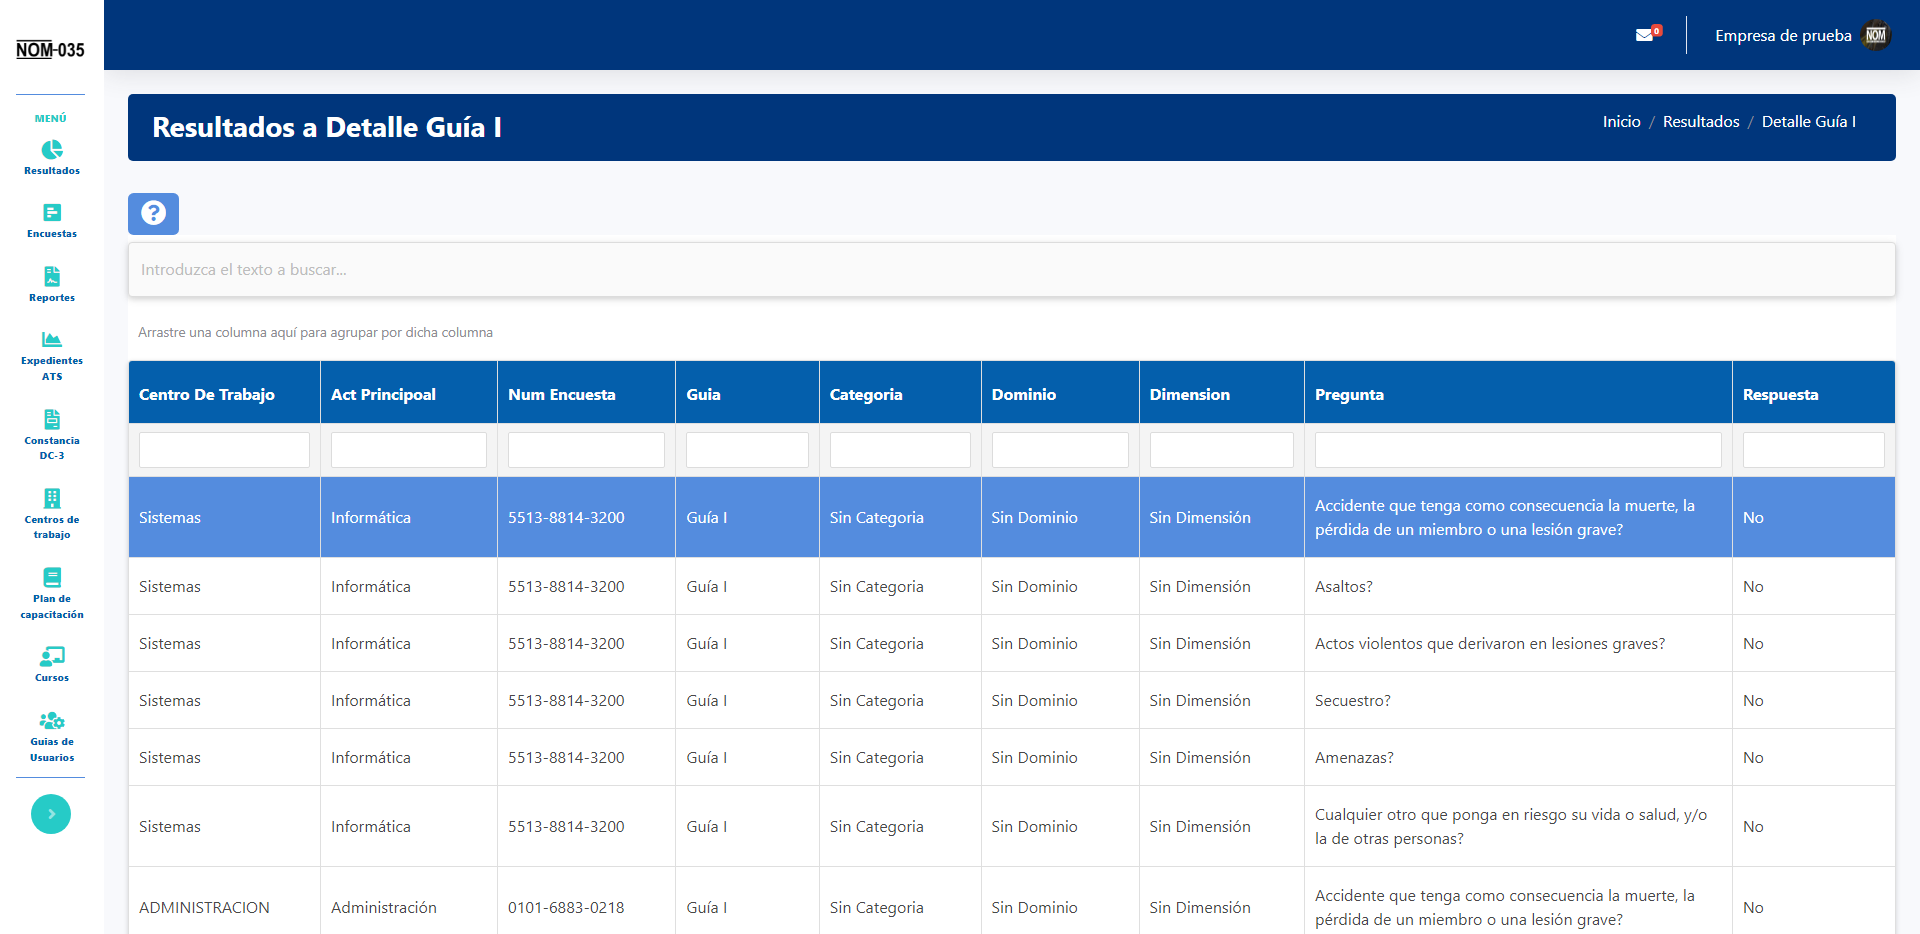 NOM-035
0
Empresa de prueba
NOM
MENÚ
Resultados
Encuestas
Reportes
Expedientes
ATS
Constancia
DC-3
Centros de
trabajo
Plan de
capacitación
Cursos
Guias de
Usuarios
Resultados a Detalle Guía I
Inicio / Resultados / Detalle Guía I
?
Introduzca el texto a buscar...
Arrastre una columna aquí para agrupar por dicha columna
Centro De Trabajo Act Principoal Num Encuesta Guia Categoria Dominio Dimension Pregunta Respuesta
Sistemas Informática 5513-8814-3200 Guía I Sin Categoria Sin Dominio Sin Dimensión Accidente que tenga como consecuencia la muerte, la
pérdida de un miembro o una lesión grave? No
Sistemas Informática 5513-8814-3200 Guía I Sin Categoria Sin Dominio Sin Dimensión Asaltos? No
Sistemas Informática 5513-8814-3200 Guía I Sin Categoria Sin Dominio Sin Dimensión Actos violentos que derivaron en lesiones graves? No
Sistemas Informática 5513-8814-3200 Guía I Sin Categoria Sin Dominio Sin Dimensión Secuestro? No
Sistemas Informática 5513-8814-3200 Guía I Sin Categoria Sin Dominio Sin Dimensión Amenazas? No
Sistemas Informática 5513-8814-3200 Guía I Sin Categoria Sin Dominio Sin Dimensión Cualquier otro que ponga en riesgo su vida o salud, y/o
la de otras personas? No
ADMINISTRACION Administración 0101-6883-0218 Guía I Sin Categoria Sin Dominio Sin Dimensión Accidente que tenga como consecuencia la muerte, la
pérdida de un miembro o una lesión grave? No